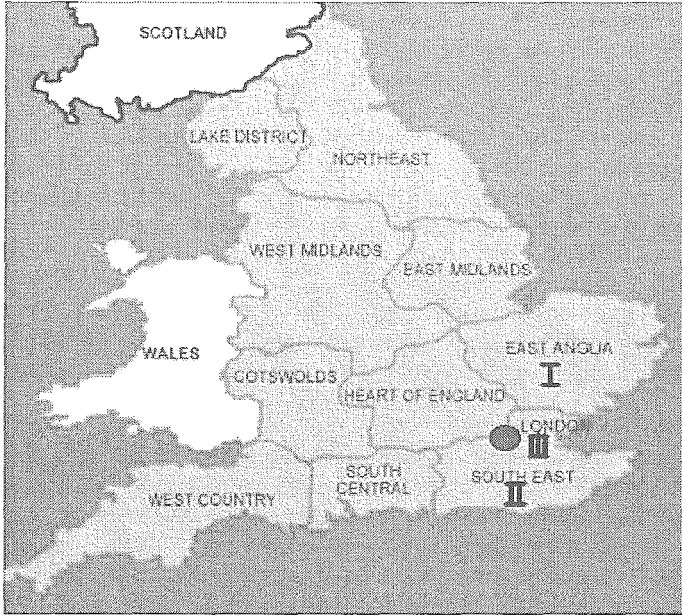 SCOTLAND
LAKE DISTRICT
NORTHEAST
WEST MIDLANDS
EAST MIDLANDS
WALES
EAST ANGLIA
I
COTSWOLDS
HEART OF ENGLAND
LONDON
III
SOUTH EAST
II
SOUTH
CENTRAL
WEST COUNTRY